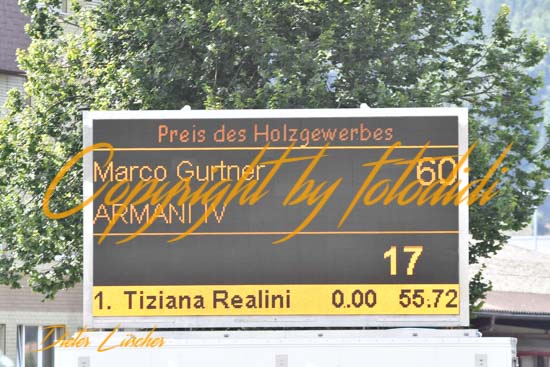 Preis des Holzgewerbes
Marco Gurtner 60
ARMANI IV
Copyright by fotodidi
17
1. Tiziana Realini 0.00 55.72
Dieter Lüscher